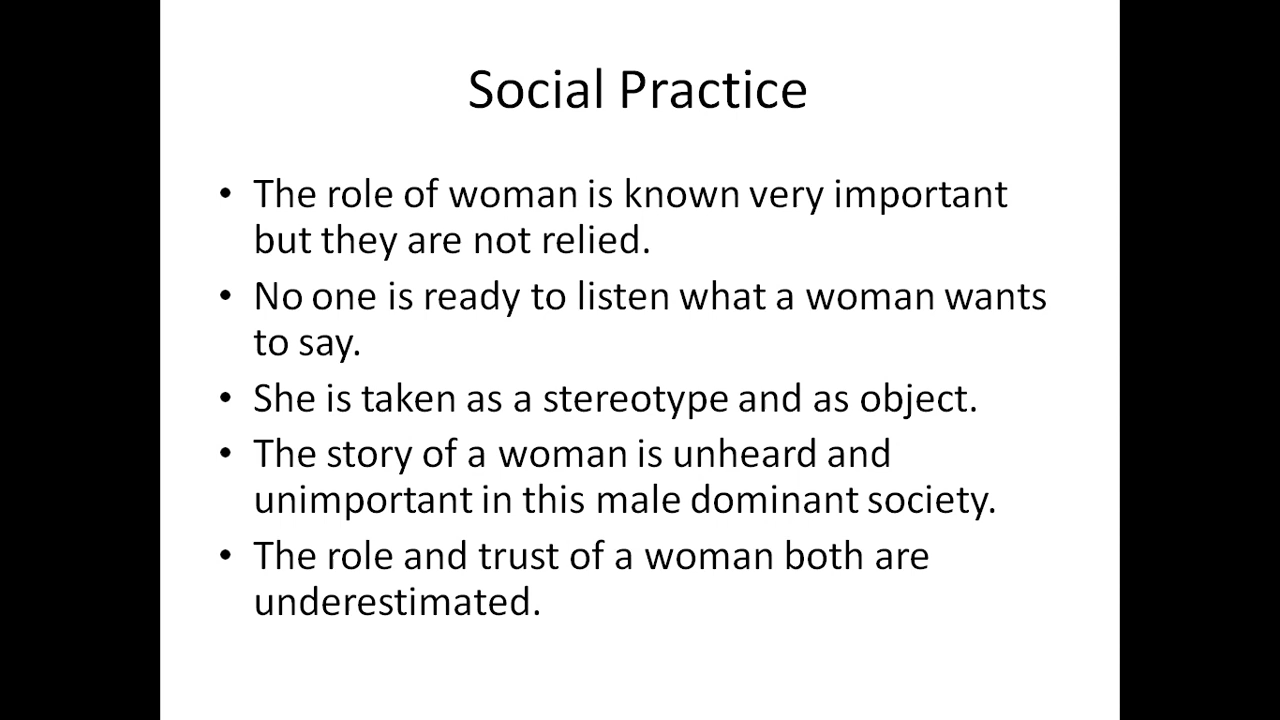 Social Practice
• The role of woman is known very important
but they are not relied.
• No one is ready to listen what a woman wants
to say.
• She is taken as a stereotype and as object.
• The story of a woman is unheard and
unimportant in this male dominant society.
• The role and trust of a woman both are
underestimated.